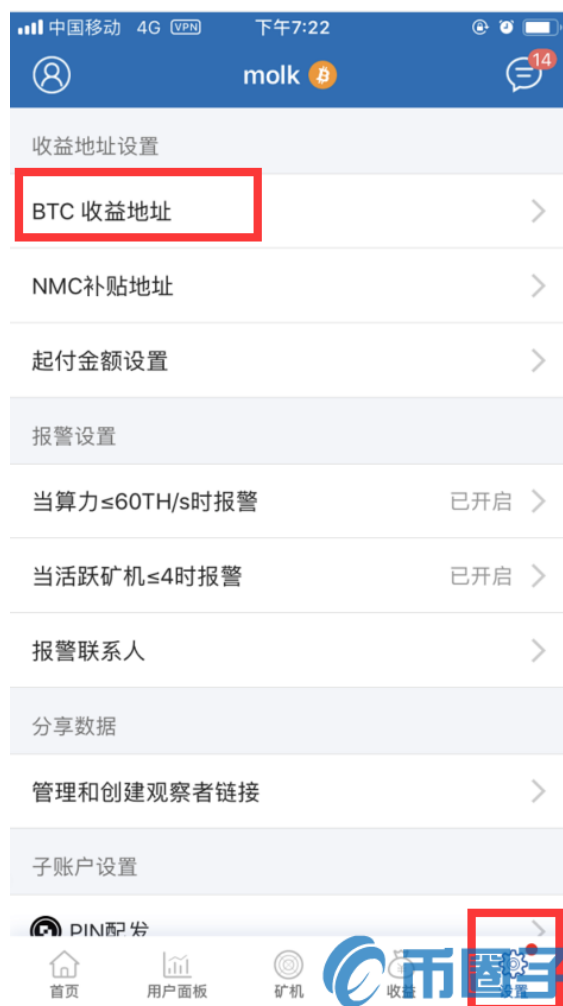 中国移动 4G VPN 下午7:22
molk
14
收益地址设置
BTC 收益地址
NMC补贴地址
起付金额设置
报警设置
当算力≤60TH/s时报警 已开启
当活跃矿机≤4时报警 已开启
报警联系人
分享数据
管理和创建观察者链接
子账户设置
PIN配发
首页 用户面板 矿机 收益 设置
币圈